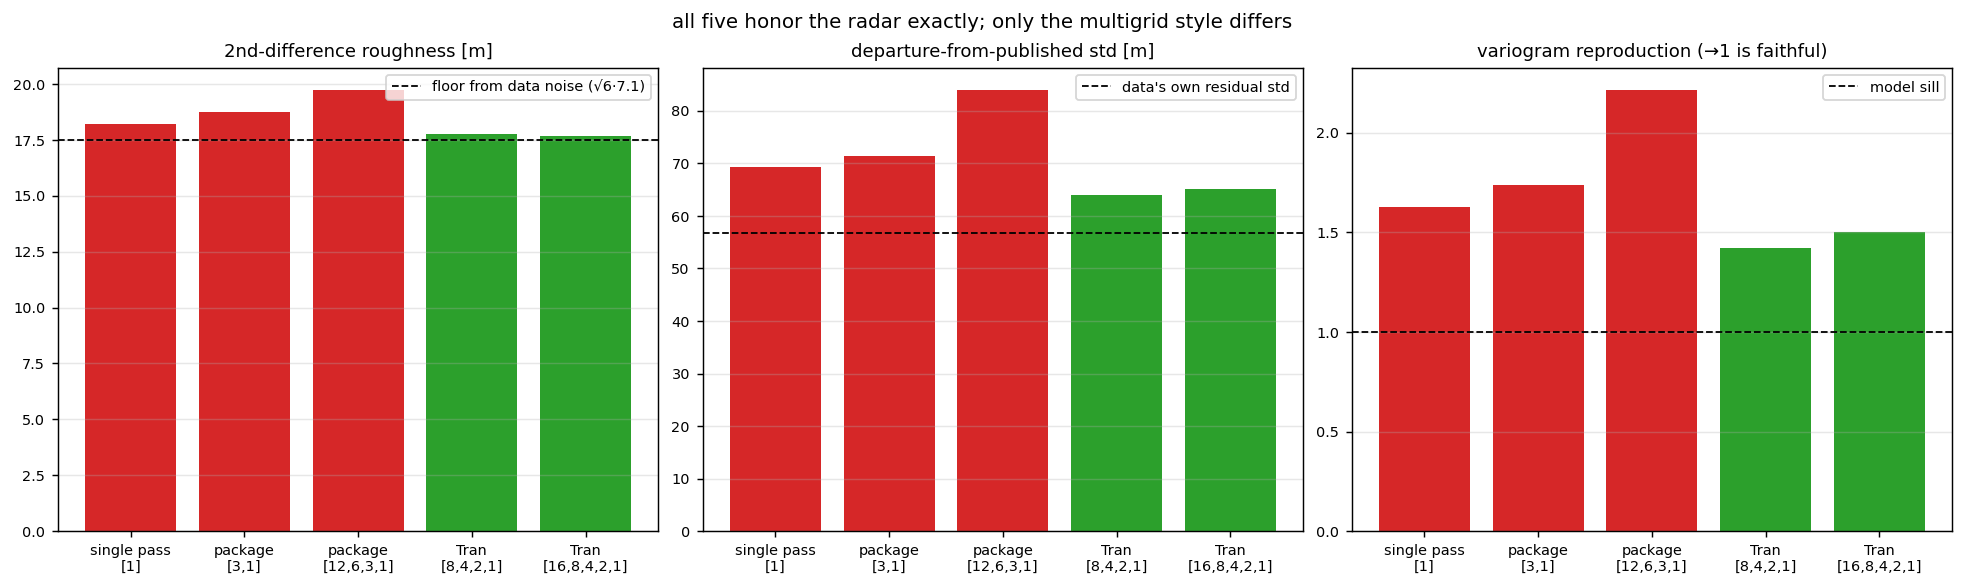 all five honor the radar exactly; only the multigrid style differs
2nd-difference roughness [m]
floor from data noise (√6·7.1)
20.0
17.5
15.0
12.5
10.0
7.5
5.0
2.5
0.0
single pass
[1]
package
[3,1]
package
[12,6,3,1]
Tran
[8,4,2,1]
Tran
[16,8,4,2,1]
departure-from-published std [m]
data's own residual std
80
70
60
50
40
30
20
10
0
single pass
[1]
package
[3,1]
package
[12,6,3,1]
Tran
[8,4,2,1]
Tran
[16,8,4,2,1]
variogram reproduction (→1 is faithful)
model sill
2.0
1.5
1.0
0.5
0.0
single pass
[1]
package
[3,1]
package
[12,6,3,1]
Tran
[8,4,2,1]
Tran
[16,8,4,2,1]